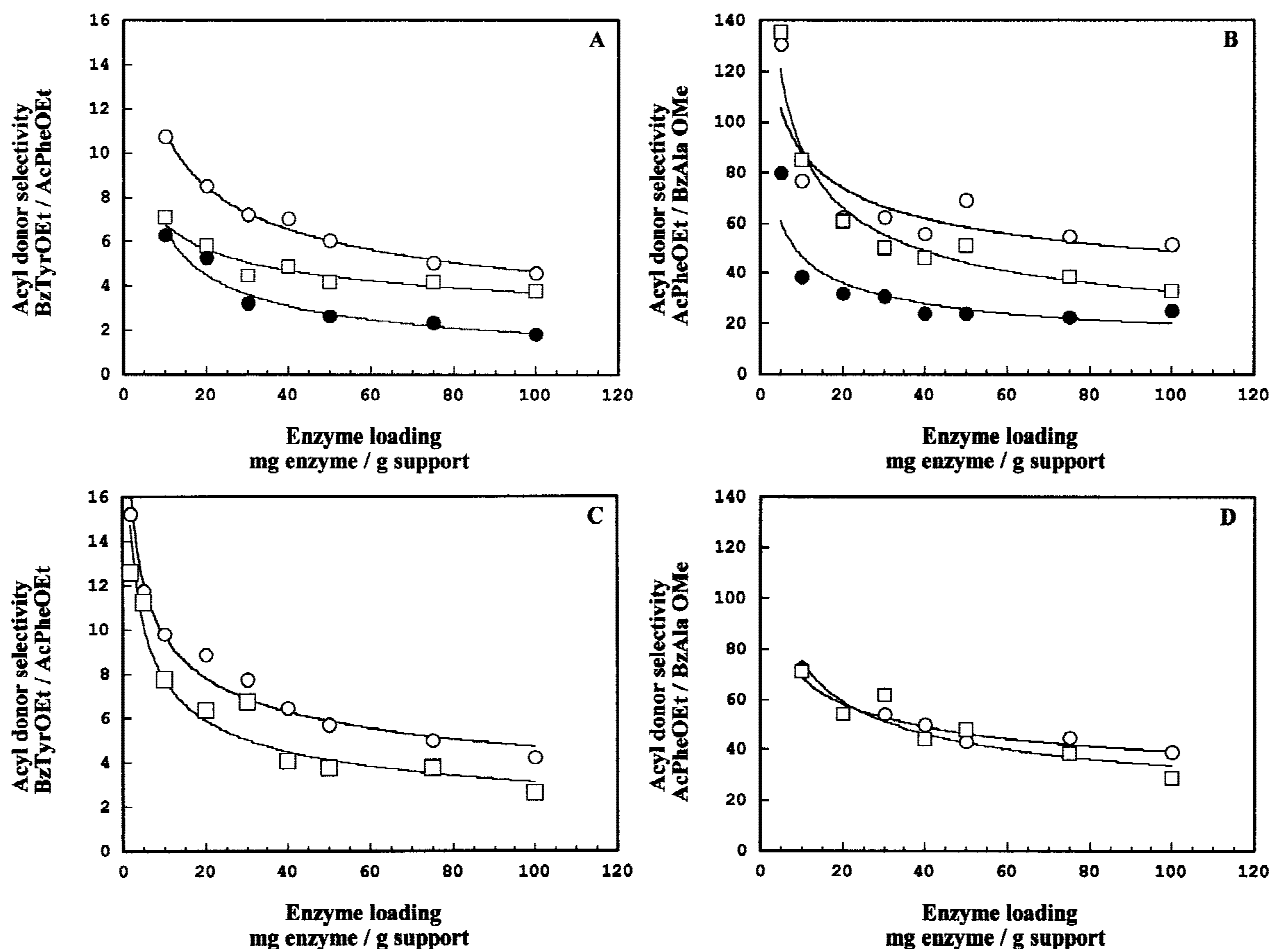 A
Acyl donor selectivity
BzTyrOEt / AcPheOEt
16
14
12
10
8
6
4
2
0
0 20 40 60 80 100 120
Enzyme loading
mg enzyme / g support
B
Acyl donor selectivity
AcPheOEt / BzAla OMe
140
120
100
80
60
40
20
0
0 20 40 60 80 100 120
Enzyme loading
mg enzyme / g support
C
Acyl donor selectivity
BzTyrOEt / AcPheOEt
16
14
12
10
8
6
4
2
0
0 20 40 60 80 100 120
Enzyme loading
mg enzyme / g support
D
Acyl donor selectivity
AcPheOEt / BzAla OMe
140
120
100
80
60
40
20
0
0 20 40 60 80 100 120
Enzyme loading
mg enzyme / g support